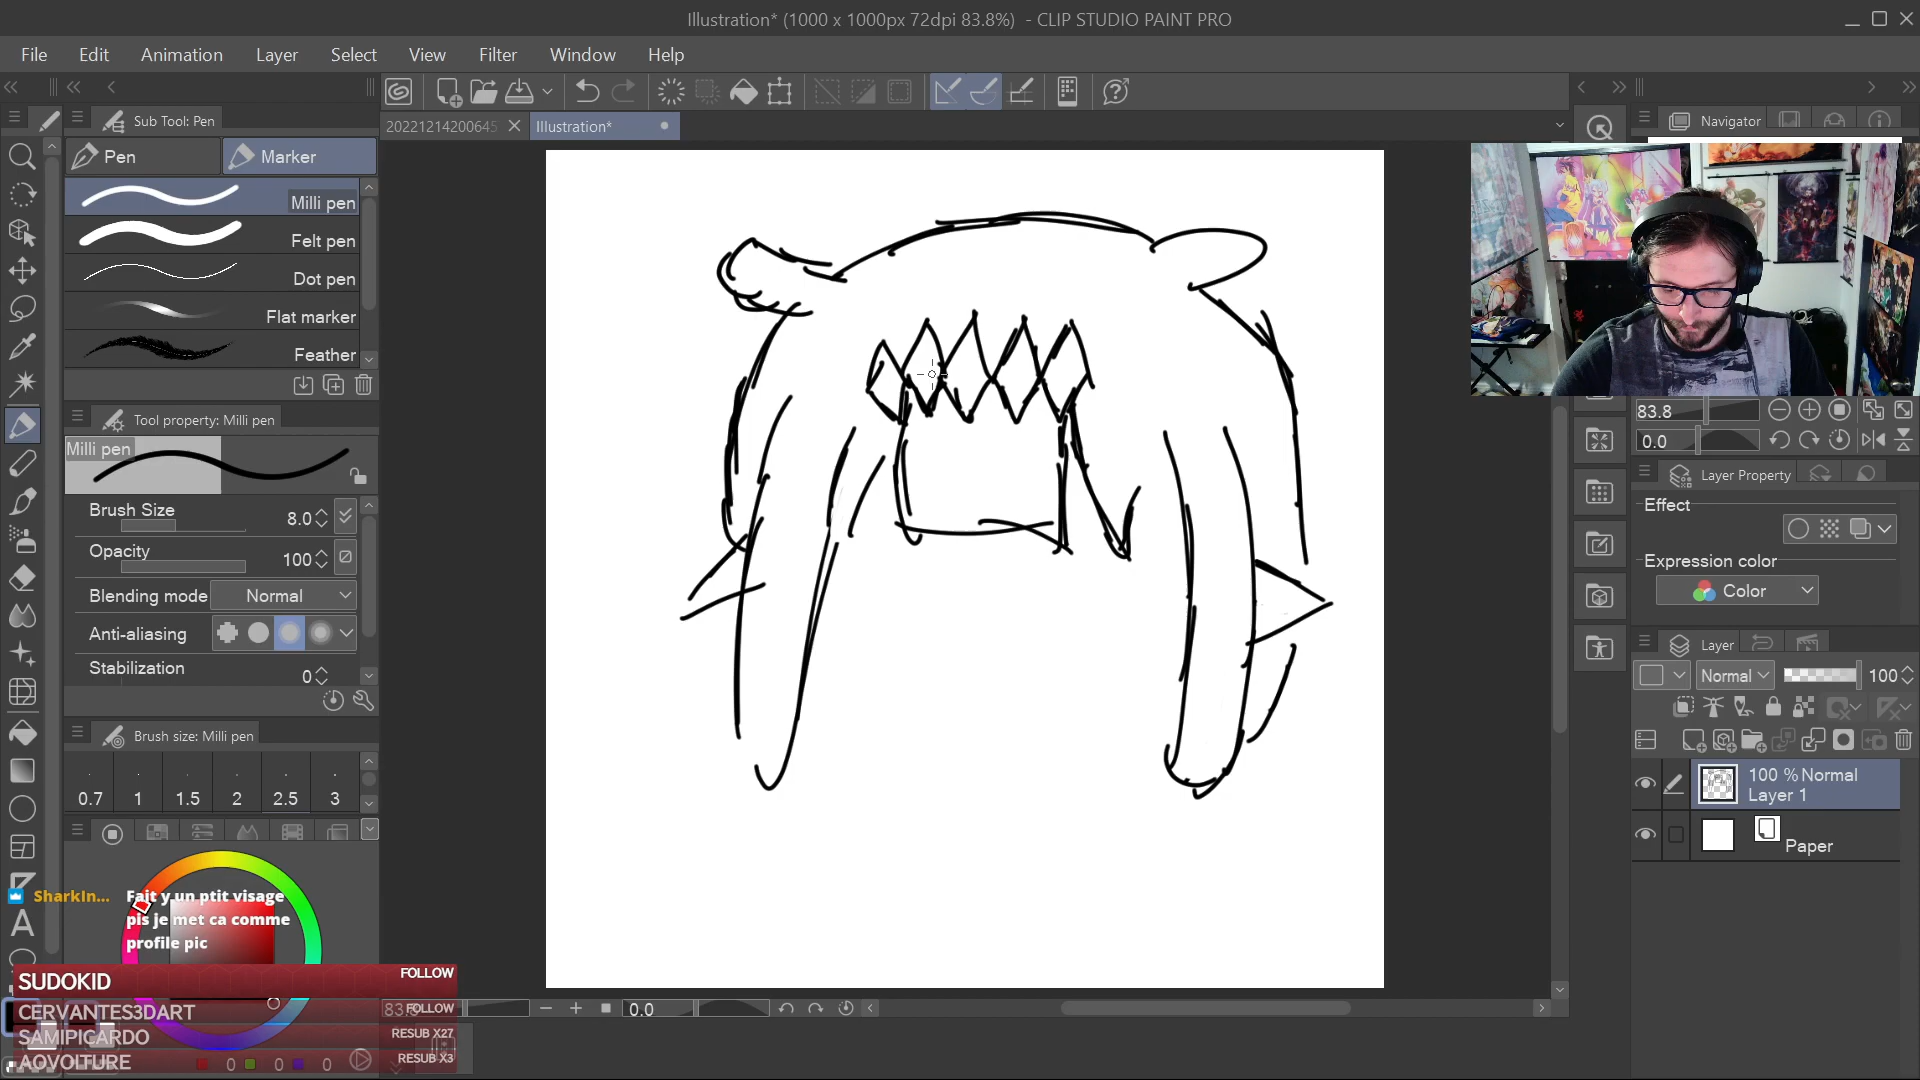 Illustration* (1000 x 1000px 72dpi 83.8%) - CLIP STUDIO PAINT PRO
File Edit Animation Layer Select View Filter Window Help
Sub Tool: Pen
20221214200645
Illustration*
Navigator
Pen
Marker
Milli pen
Felt pen
Dot pen
Flat marker
Feather
Tool property: Milli pen
Milli pen
Brush Size 8.0
Opacity 100
Blending mode Normal
Anti-aliasing
Stabilization 0
Brush size: Milli pen
0.7 1 1.5 2 2.5 3
83.8
0.0
Layer Property
Effect
Expression color
Color
Layer
Normal 100
100 % Normal
Layer 1
Paper
SharkIn... Fait y un ptit visage
pis je met ca comme
profile pic
SUDOKID FOLLOW
CERVANTES3DART FOLLOW
SAMIPICARDO RESUB X27
AOVOLTURE RESUB X3
0.0
0 0 0